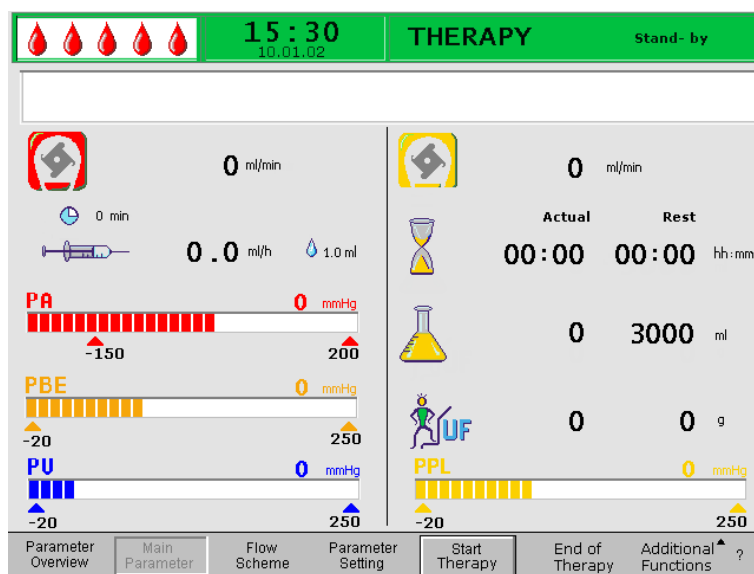 15:30
10.01.02
THERAPY
Stand- by
0 ml/min
0 min
0.0 ml/h
1.0 ml
PA 0 mmHg
-150 200
PBE 0 mmHg
-20 250
PV 0 mmHg
-20 250
0 ml/min
Actual Rest
00:00 00:00 hh:mm
0 3000 ml
UF 0 0 g
PPL 0 mmHg
-20 250
Parameter Overview
Main Parameter
Flow Scheme
Parameter Setting
Start Therapy
End of Therapy
Additional Functions
?